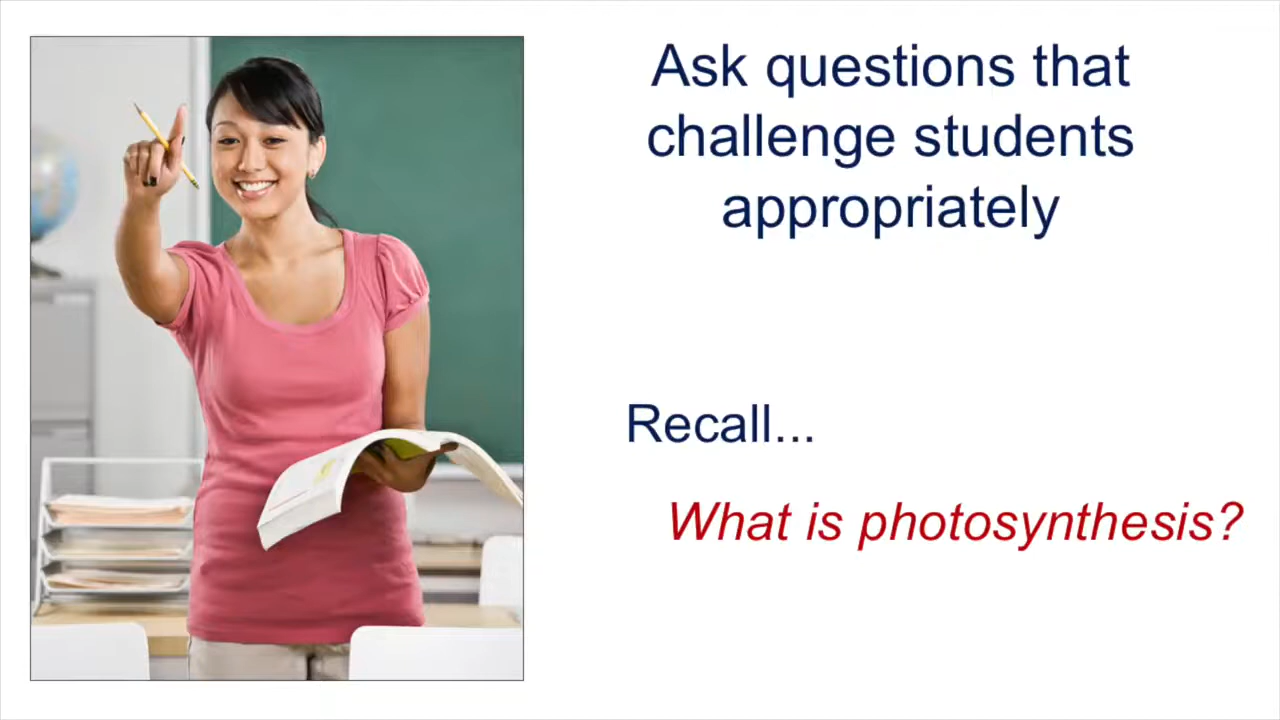 Ask questions that
challenge students
appropriately
Recall...
What is photosynthesis?